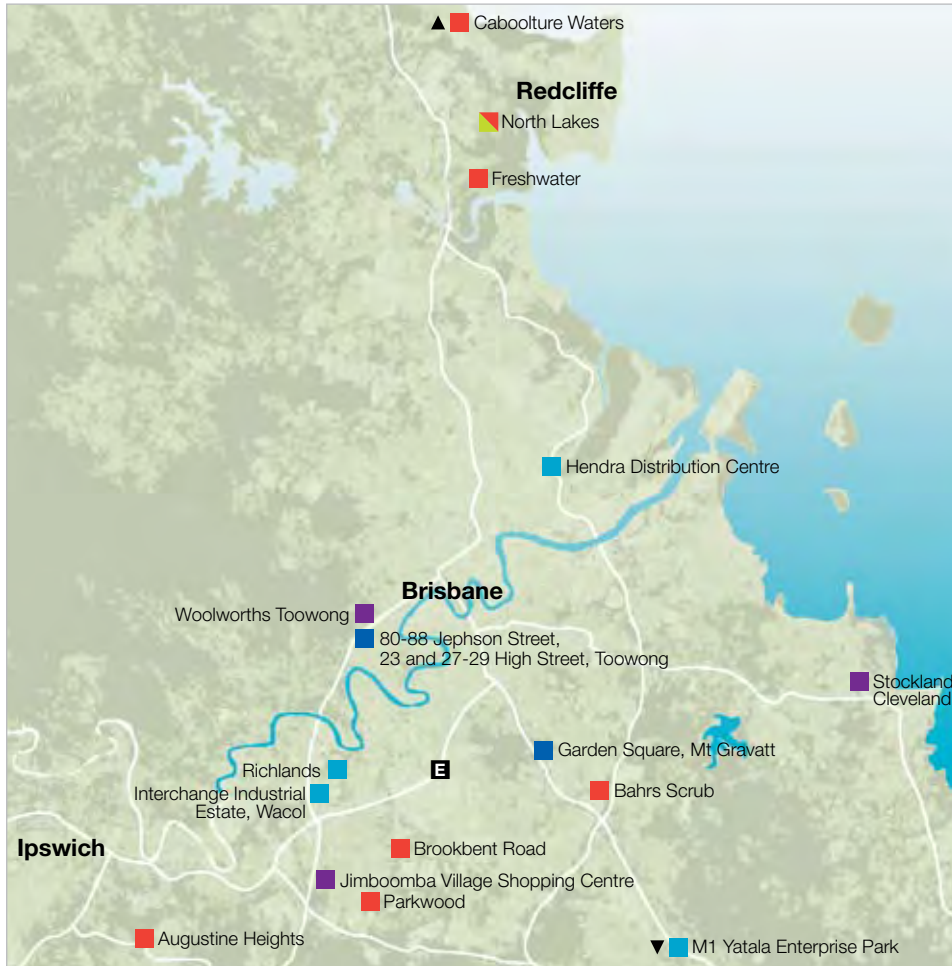 ▲ Caboolture Waters
Redcliffe
North Lakes
Freshwater
Hendra Distribution Centre
Brisbane
Woolworths Toowong
80-88 Jephson Street,
23 and 27-29 High Street, Toowong
Stockland
Cleveland
Garden Square, Mt Gravatt
Richlands
E
Interchange Industrial
Estate, Wacol
Bahrs Scrub
Ipswich
Brookbent Road
Jimboomba Village Shopping Centre
Parkwood
Augustine Heights
▼ M1 Yatala Enterprise Park